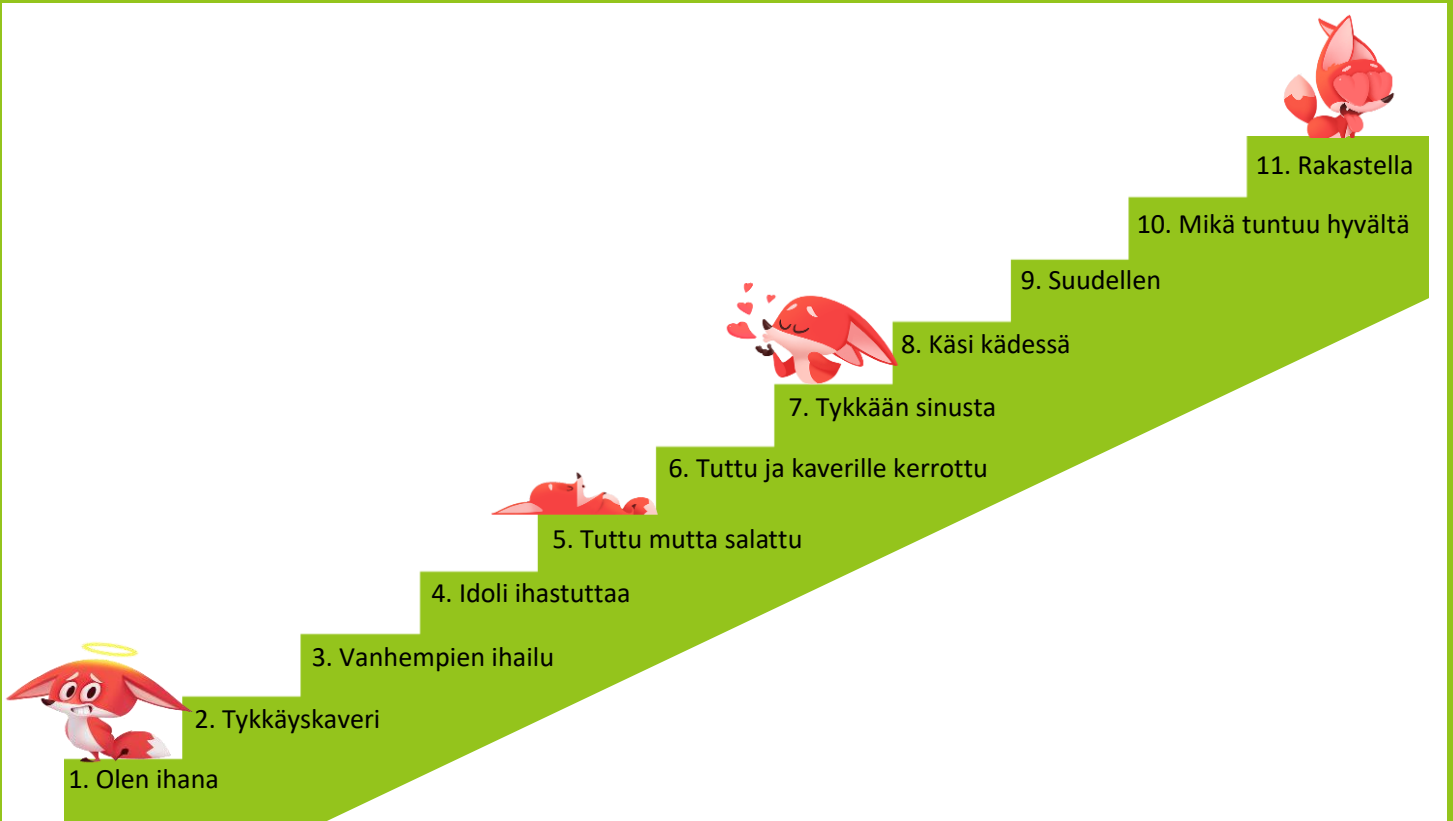 11. Rakastella
10. Mikä tuntuu hyvältä
9. Suudellen
8. Käsi kädessä
7. Tykkään sinusta
6. Tuttu ja kaverille kerrottu
5. Tuttu mutta salattu
4. Idoli ihastuttaa
3. Vanhempien ihailu
2. Tykkäyskaveri
1. Olen ihana